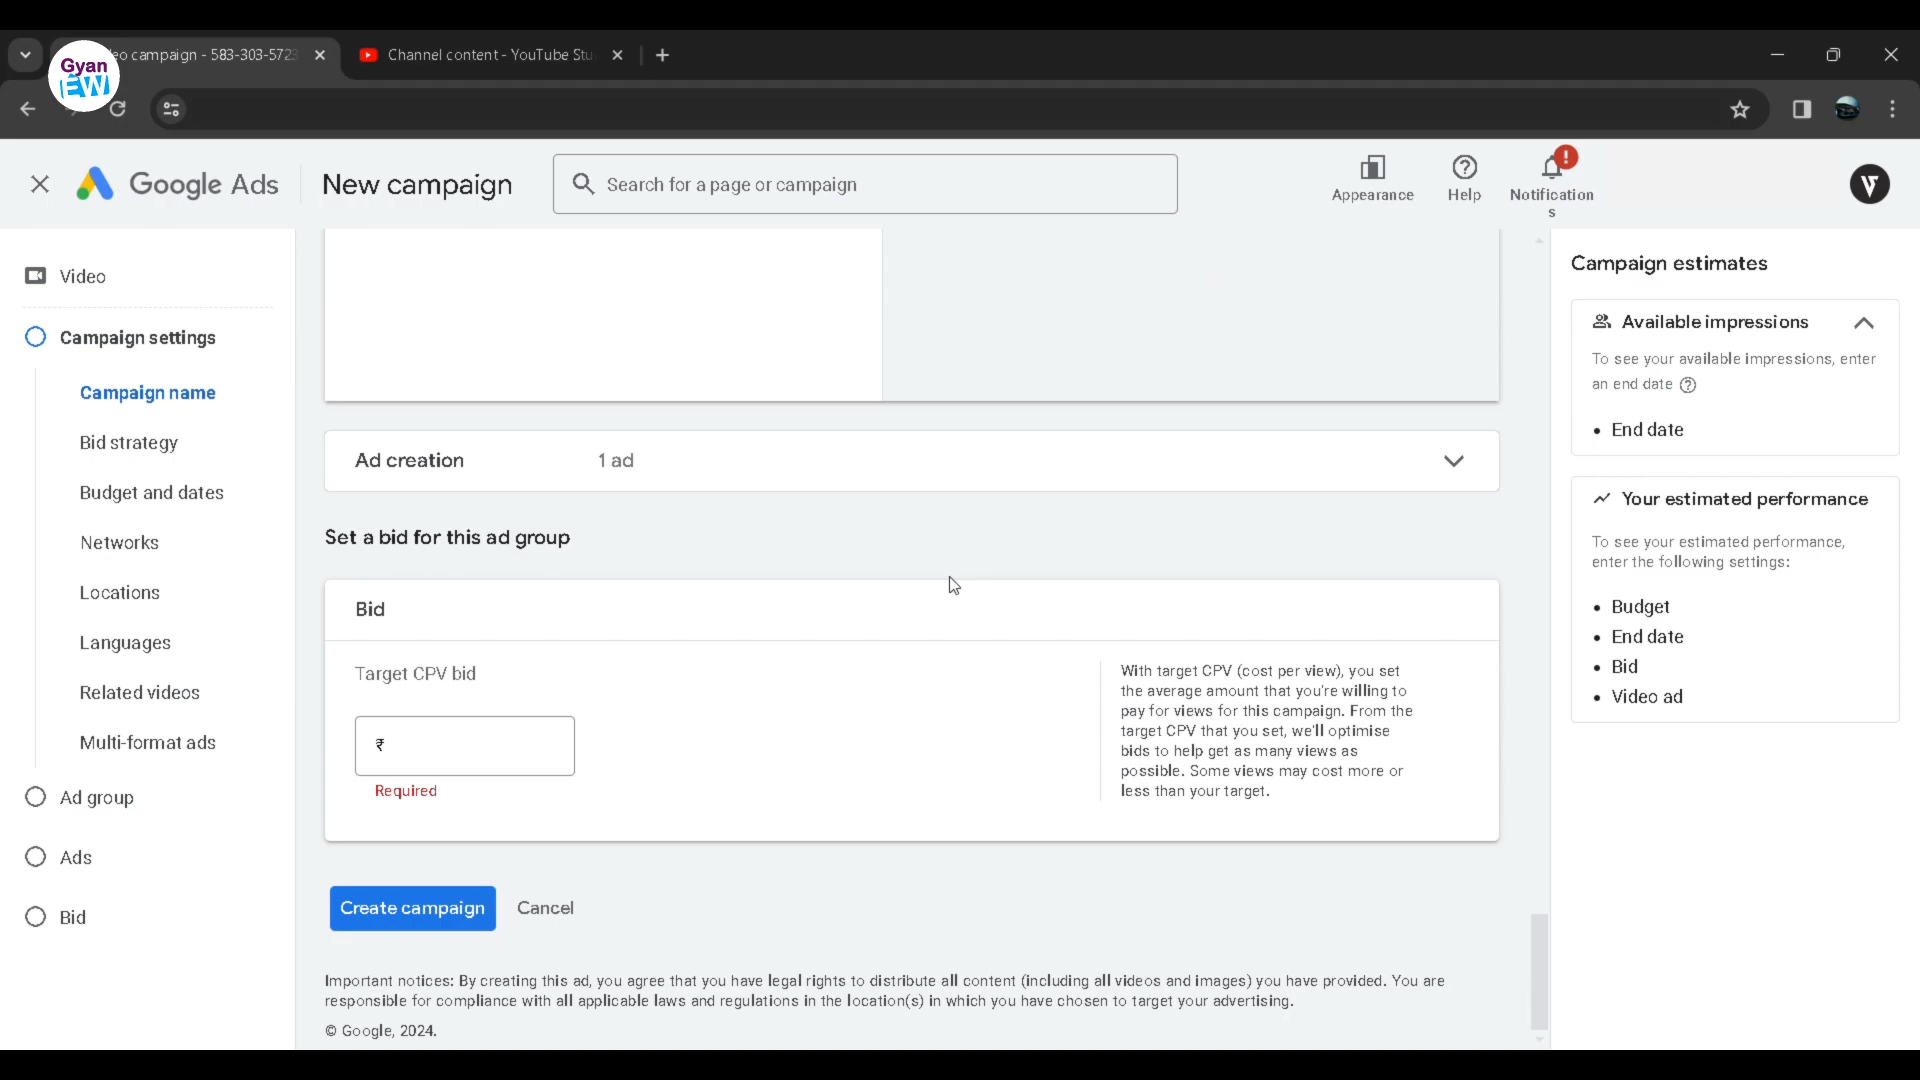 eo campaign - 583-303-5723
Channel content - YouTube Stu
Gyan
EW
Google Ads
New campaign
Search for a page or campaign
Appearance
Help
Notification
s
Video
Campaign settings
Campaign name
Bid strategy
Budget and dates
Networks
Locations
Languages
Related videos
Multi-format ads
Ad group
Ads
Bid
Ad creation
1 ad
Set a bid for this ad group
Bid
Target CPV bid
₹
Required
With target CPV (cost per view), you set
the average amount that you're willing to
pay for views for this campaign. From the
target CPV that you set, we'll optimise
bids to help get as many views as
possible. Some views may cost more or
less than your target.
Create campaign
Cancel
Important notices: By creating this ad, you agree that you have legal rights to distribute all content (including all videos and images) you have provided. You are
responsible for compliance with all applicable laws and regulations in the location(s) in which you have chosen to target your advertising.
© Google, 2024.
Campaign estimates
Available impressions
To see your available impressions, enter
an end date
• End date
Your estimated performance
To see your estimated performance,
enter the following settings:
• Budget
• End date
• Bid
• Video ad